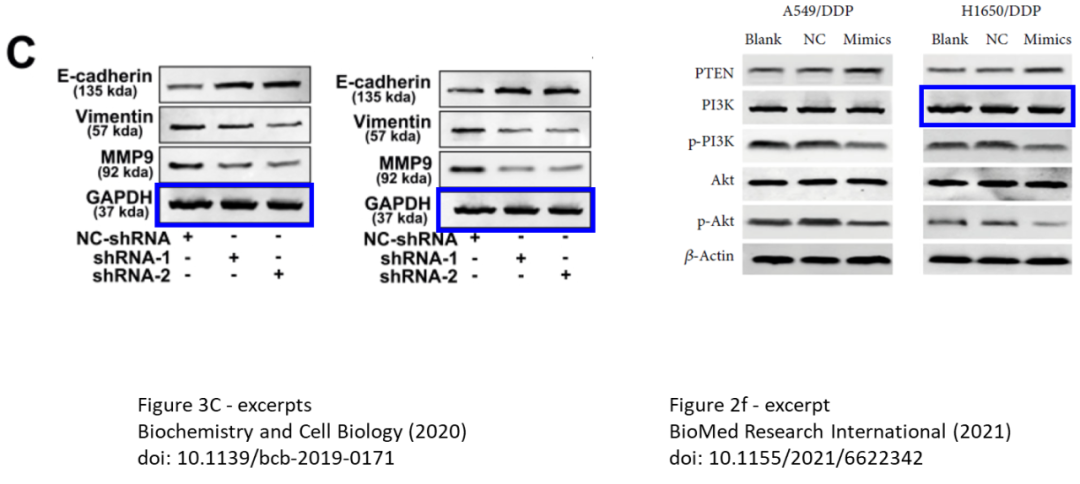 C
E-cadherin
(135 kda)
Vimentin
(57 kda)
MMP9
(92 kda)
GAPDH
(37 kda)
NC-shRNA + - -
shRNA-1 - + -
shRNA-2 - - +
E-cadherin
(135 kda)
Vimentin
(57 kda)
MMP9
(92 kda)
GAPDH
(37 kda)
NC-shRNA + - -
shRNA-1 - + -
shRNA-2 - - +
A549/DDP H1650/DDP
Blank NC Mimics Blank NC Mimics
PTEN
PI3K
p-PI3K
Akt
p-Akt
β-Actin
Figure 3C - excerpts
Biochemistry and Cell Biology (2020)
doi: 10.1139/bcb-2019-0171
Figure 2f - excerpt
BioMed Research International (2021)
doi: 10.1155/2021/6622342